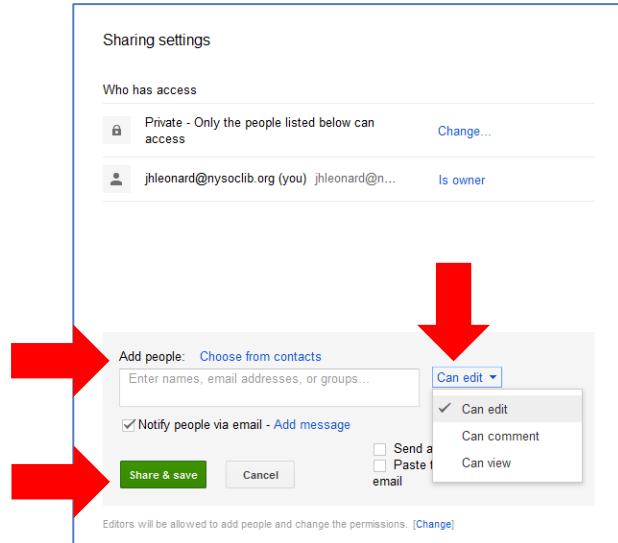 Sharing settings
Who has access
Private - Only the people listed below can
access
Change...
jhleonard@nysoclib.org (you) jhleonard@n...
Is owner
Add people: Choose from contacts
Enter names, email addresses, or groups...
Can edit
Can edit
Can comment
Can view
Notify people via email - Add message
Send a
Paste
email
Share & save
Cancel
Editors will be allowed to add people and change the permissions. [Change]